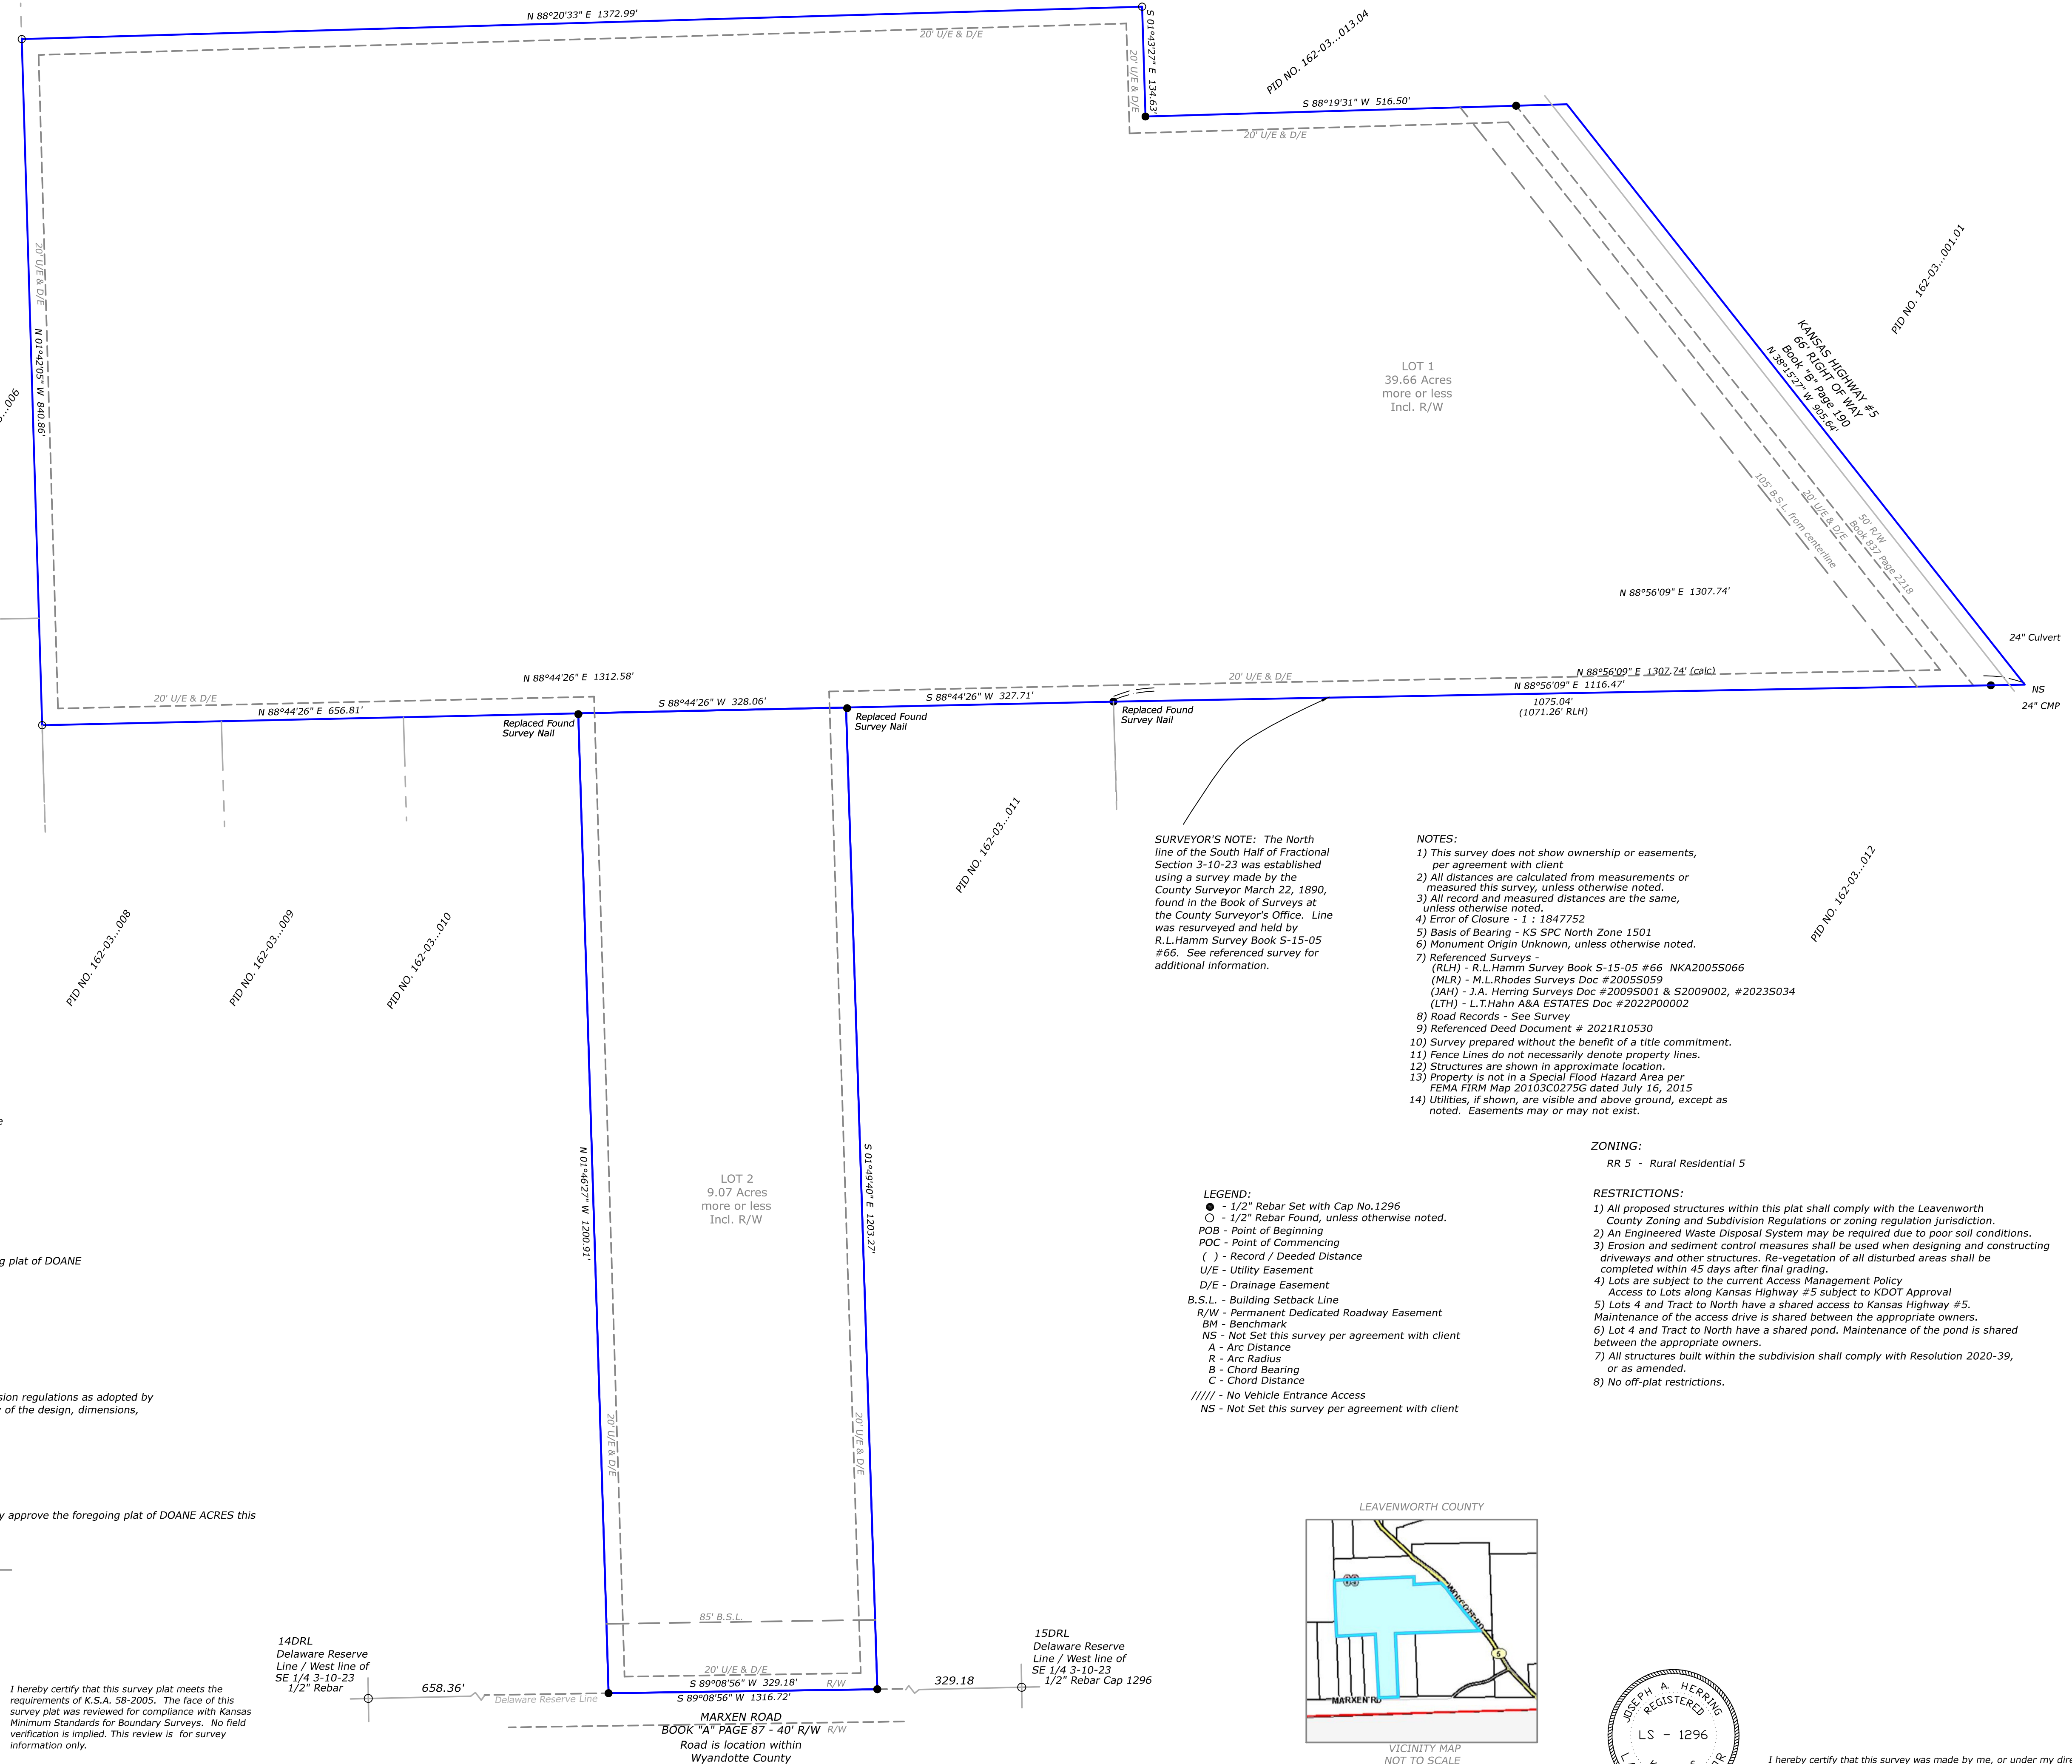 N 88°20'33" E  1372.99'
20' U/E & D/E
S 01°43'27" E  134.63'
20' U/E & D/E
PID NO. 162-03...013.04
S 88°19'31" W  516.50'
20' U/E & D/E
PID NO. 162-03...001.01
KANSAS HIGHWAY #5
66' RIGHT OF WAY
Book "B" Page 190
N 38°15'27" W  905.64'
20' U/E & D/E
N 01°42'05" W  840.86'
...006
LOT 1
39.66 Acres
more or less
Incl. R/W
105' B.S.L. from centerline
20' U/E & D/E
50' R/W
Book 837 Page 2218
N 88°56'09" E  1307.74'
24" Culvert
N 88°44'26" E  1312.58'
20' U/E & D/E
N 88°56'09" E  1307.74' (calc)
N 88°56'09" E  1116.47'
NS
24" CMP
1075.04'
(1071.26' RLH)
20' U/E & D/E
N 88°44'26" E  656.81'
S 88°44'26" W  328.06'
S 88°44'26" W  327.71'
Replaced Found
Survey Nail
Replaced Found
Survey Nail
Replaced Found
Survey Nail
PID NO. 162-03...008
PID NO. 162-03...009
PID NO. 162-03...010
PID NO. 162-03...011
PID NO. 162-03...012
SURVEYOR'S NOTE:  The North
line of the South Half of Fractional
Section 3-10-23 was established
using a survey made by the
County Surveyor March 22, 1890,
found in the Book of Surveys at
the County Surveyor's Office.  Line
was resurveyed and held by
R.L.Hamm Survey Book S-15-05
#66.  See referenced survey for
additional information.
NOTES:
1) This survey does not show ownership or easements,
per agreement with client
2) All distances are calculated from measurements or
measured this survey, unless otherwise noted.
3) All record and measured distances are the same,
unless otherwise noted.
4) Error of Closure - 1 : 1847752
5) Basis of Bearing - KS SPC North Zone 1501
6) Monument Origin Unknown, unless otherwise noted.
7) Referenced Surveys -
(RLH) - R.L.Hamm Survey Book S-15-05 #66  NKA2005S066
(MLR) - M.L.Rhodes Surveys Doc #2005S059
(JAH) - J.A. Herring Surveys Doc #2009S001 & S2009002, #2023S034
(LTH) - L.T.Hahn A&A ESTATES Doc #2022P00002
8) Road Records - See Survey
9) Referenced Deed Document # 2021R10530
10) Survey prepared without the benefit of a title commitment.
11) Fence Lines do not necessarily denote property lines.
12) Structures are shown in approximate location.
13) Property is not in a Special Flood Hazard Area per
FEMA FIRM Map 20103C0275G dated July 16, 2015
14) Utilities, if shown, are visible and above ground, except as
noted.  Easements may or may not exist.
ZONING:
RR 5  -  Rural Residential 5
RESTRICTIONS:
1) All proposed structures within this plat shall comply with the Leavenworth
County Zoning and Subdivision Regulations or zoning regulation jurisdiction.
2) An Engineered Waste Disposal System may be required due to poor soil conditions.
3) Erosion and sediment control measures shall be used when designing and constructing
driveways and other structures. Re-vegetation of all disturbed areas shall be
completed within 45 days after final grading.
4) Lots are subject to the current Access Management Policy
Access to Lots along Kansas Highway #5 subject to KDOT Approval
5) Lots 4 and Tract to North have a shared access to Kansas Highway #5.
Maintenance of the access drive is shared between the appropriate owners.
6) Lot 4 and Tract to North have a shared pond. Maintenance of the pond is shared
between the appropriate owners.
7) All structures built within the subdivision shall comply with Resolution 2020-39,
or as amended.
8) No off-plat restrictions.
LEGEND:
- 1/2" Rebar Set with Cap No.1296
- 1/2" Rebar Found, unless otherwise noted.
POB - Point of Beginning
POC - Point of Commencing
(  ) - Record / Deeded Distance
U/E - Utility Easement
D/E - Drainage Easement
B.S.L. - Building Setback Line
R/W - Permanent Dedicated Roadway Easement
BM - Benchmark
NS - Not Set this survey per agreement with client
A - Arc Distance
R - Arc Radius
B - Chord Bearing
C - Chord Distance
///// - No Vehicle Entrance Access
NS - Not Set this survey per agreement with client
N 01°46'27" W  1200.91'
S 01°49'40" E  1203.27'
LOT 2
9.07 Acres
more or less
Incl. R/W
20' U/E & D/E
20' U/E & D/E
e
g plat of DOANE
sion regulations as adopted by
of the design, dimensions,
y approve the foregoing plat of DOANE ACRES this
85' B.S.L.
20' U/E & D/E
S 89°08'56" W  329.18'
R/W
S 89°08'56" W  1316.72'
MARXEN ROAD
BOOK "A" PAGE 87 - 40' R/W
R/W
Road is location within
Wyandotte County
14DRL
Delaware Reserve
Line / West line of
SE 1/4 3-10-23
1/2" Rebar
658.36'
Delaware Reserve Line
15DRL
Delaware Reserve
Line / West line of
SE 1/4 3-10-23
1/2" Rebar Cap 1296
329.18
I hereby certify that this survey plat meets the
requirements of K.S.A. 58-2005.  The face of this
survey plat was reviewed for compliance with Kansas
Minimum Standards for Boundary Surveys.  No field
verification is implied. This review is  for survey
information only.
LEAVENWORTH COUNTY
WOLCOTT RD
5
MARXEN RD
VICINITY MAP
NOT TO SCALE
JOSEPH A. HERRING
REGISTERED
LS - 1296
I hereby certify that this survey was made by me, or under my dire